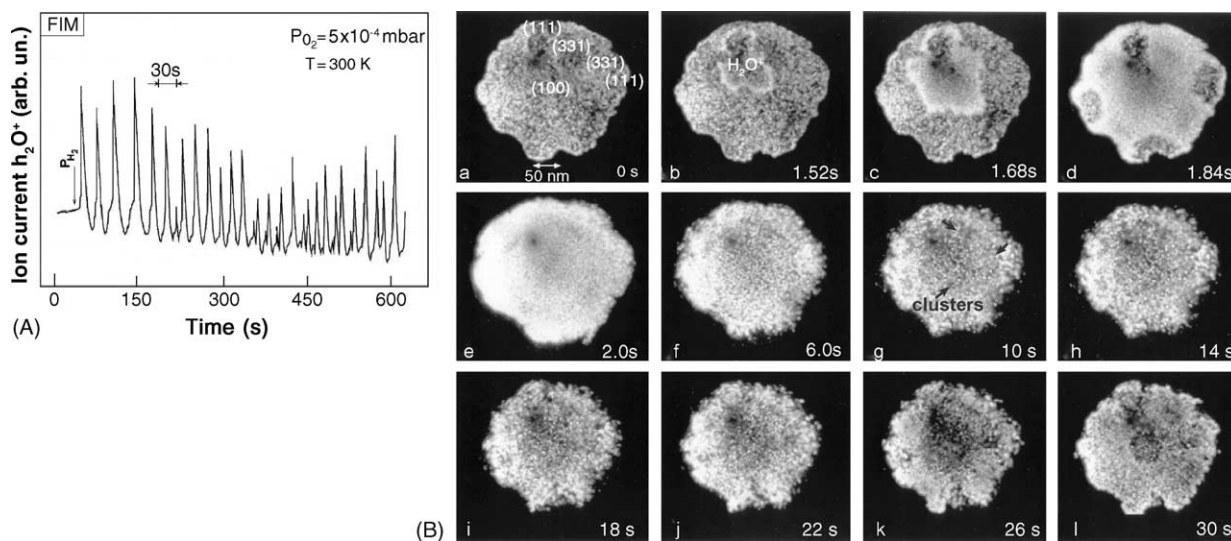 FIM
P O₂ = 5x10⁻⁴ mbar
T = 300 K
30s
P H₂
Ion current h₂O⁺ (arb. un.)
0 150 300 450 600
Time (s)
(A)
(111)
(331)
(331)
(111)
(100)
a
50 nm
0 s
H₂O⁺
b
1.52s
c
1.68s
d
1.84s
e
2.0s
f
6.0s
clusters
g
10 s
h
14 s
(B)
i
18 s
j
22 s
k
26 s
l
30 s